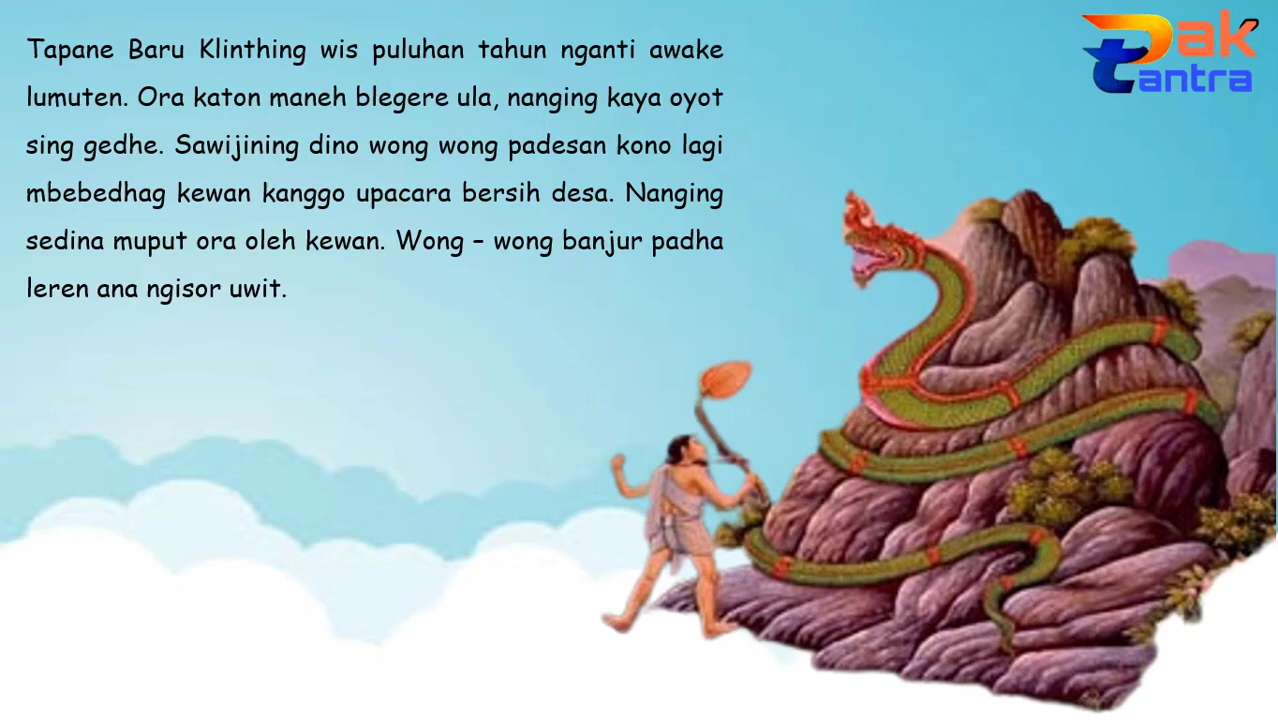 Tapane Baru Klinthing wis puluhan tahun nganti awake
lumuten. Ora katon maneh blegere ula, nanging kaya oyot
sing gedhe. Sawijining dino wong wong padesan kono lagi
mbebedhag kewan kanggo upacara bersih desa. Nanging
sedina muput ora oleh kewan. Wong – wong banjur padha
leren ana ngisor uwit.
Pak
Tantra